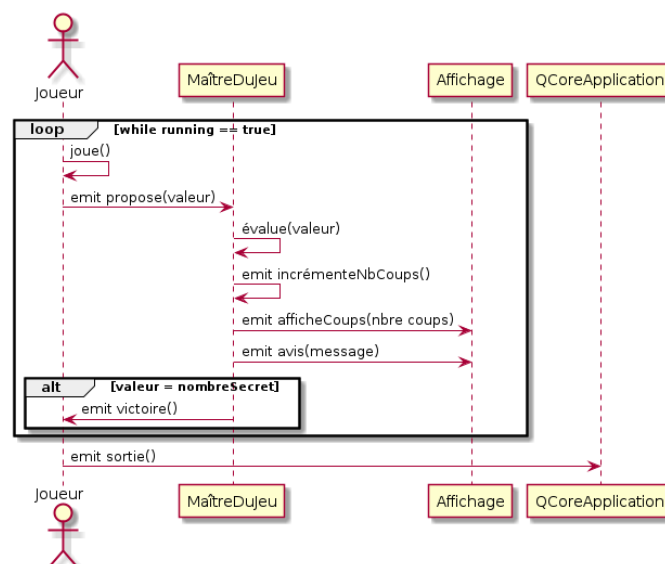 Joueur MaîtreDuJeu Affichage QCoreApplication
loop [while running == true]
joue()
emit propose(valeur)
évalue(valeur)
emit incrémenteNbCoups()
emit afficheCoups(nbre coups)
emit avis(message)
alt [valeur = nombreSecret]
emit victoire()
emit sortie()
Joueur MaîtreDuJeu Affichage QCoreApplication